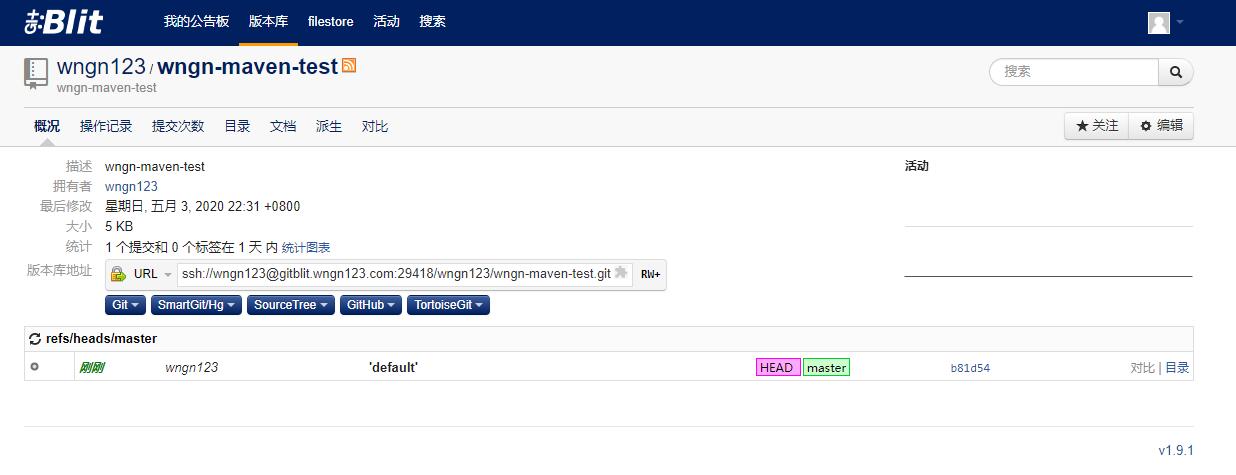 Blit 我的公告板 版本库 filestore 活动 搜索
wngn123 / wngn-maven-test 搜索
wngn-maven-test
概况 操作记录 提交次数 目录 文档 派生 对比 关注 编辑
描述 wngn-maven-test 活动
拥有者 wngn123
最后修改 星期日, 五月 3, 2020 22:31 +0800
大小 5 KB
统计 1 个提交和 0 个标签在 1 天 内 统计图表
版本库地址 URL ssh://wngn123@gitblit.wngn123.com:29418/wngn123/wngn-maven-test.git RW+
Git SmartGit/Hg SourceTree GitHub TortoiseGit
refs/heads/master
刚刚 wngn123 'default' HEAD master b81d54 对比 | 目录
v1.9.1